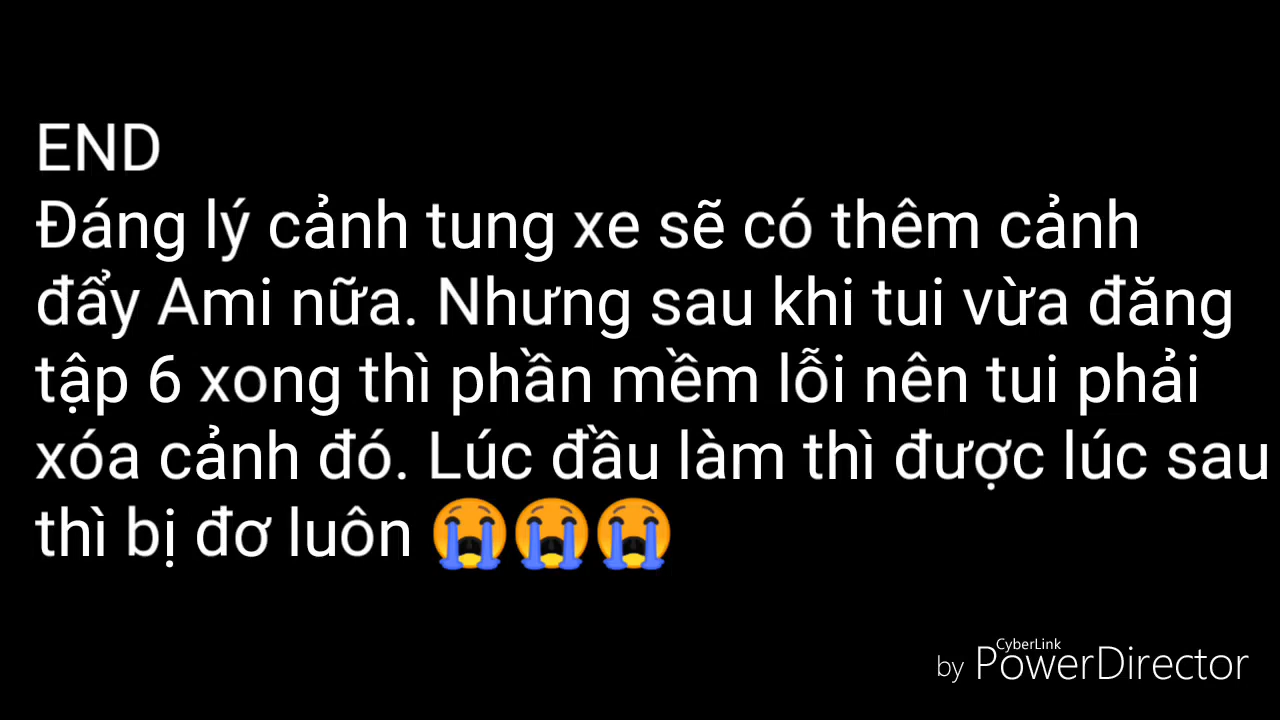 END
Đáng lý cảnh tung xe sẽ có thêm cảnh
đẩy Ami nữa. Nhưng sau khi tui vừa đăng
tập 6 xong thì phần mềm lỗi nên tui phải
xóa cảnh đó. Lúc đầu làm thì được lúc sau
thì bị đơ luôn 😭😭😭
CyberLink
by PowerDirector